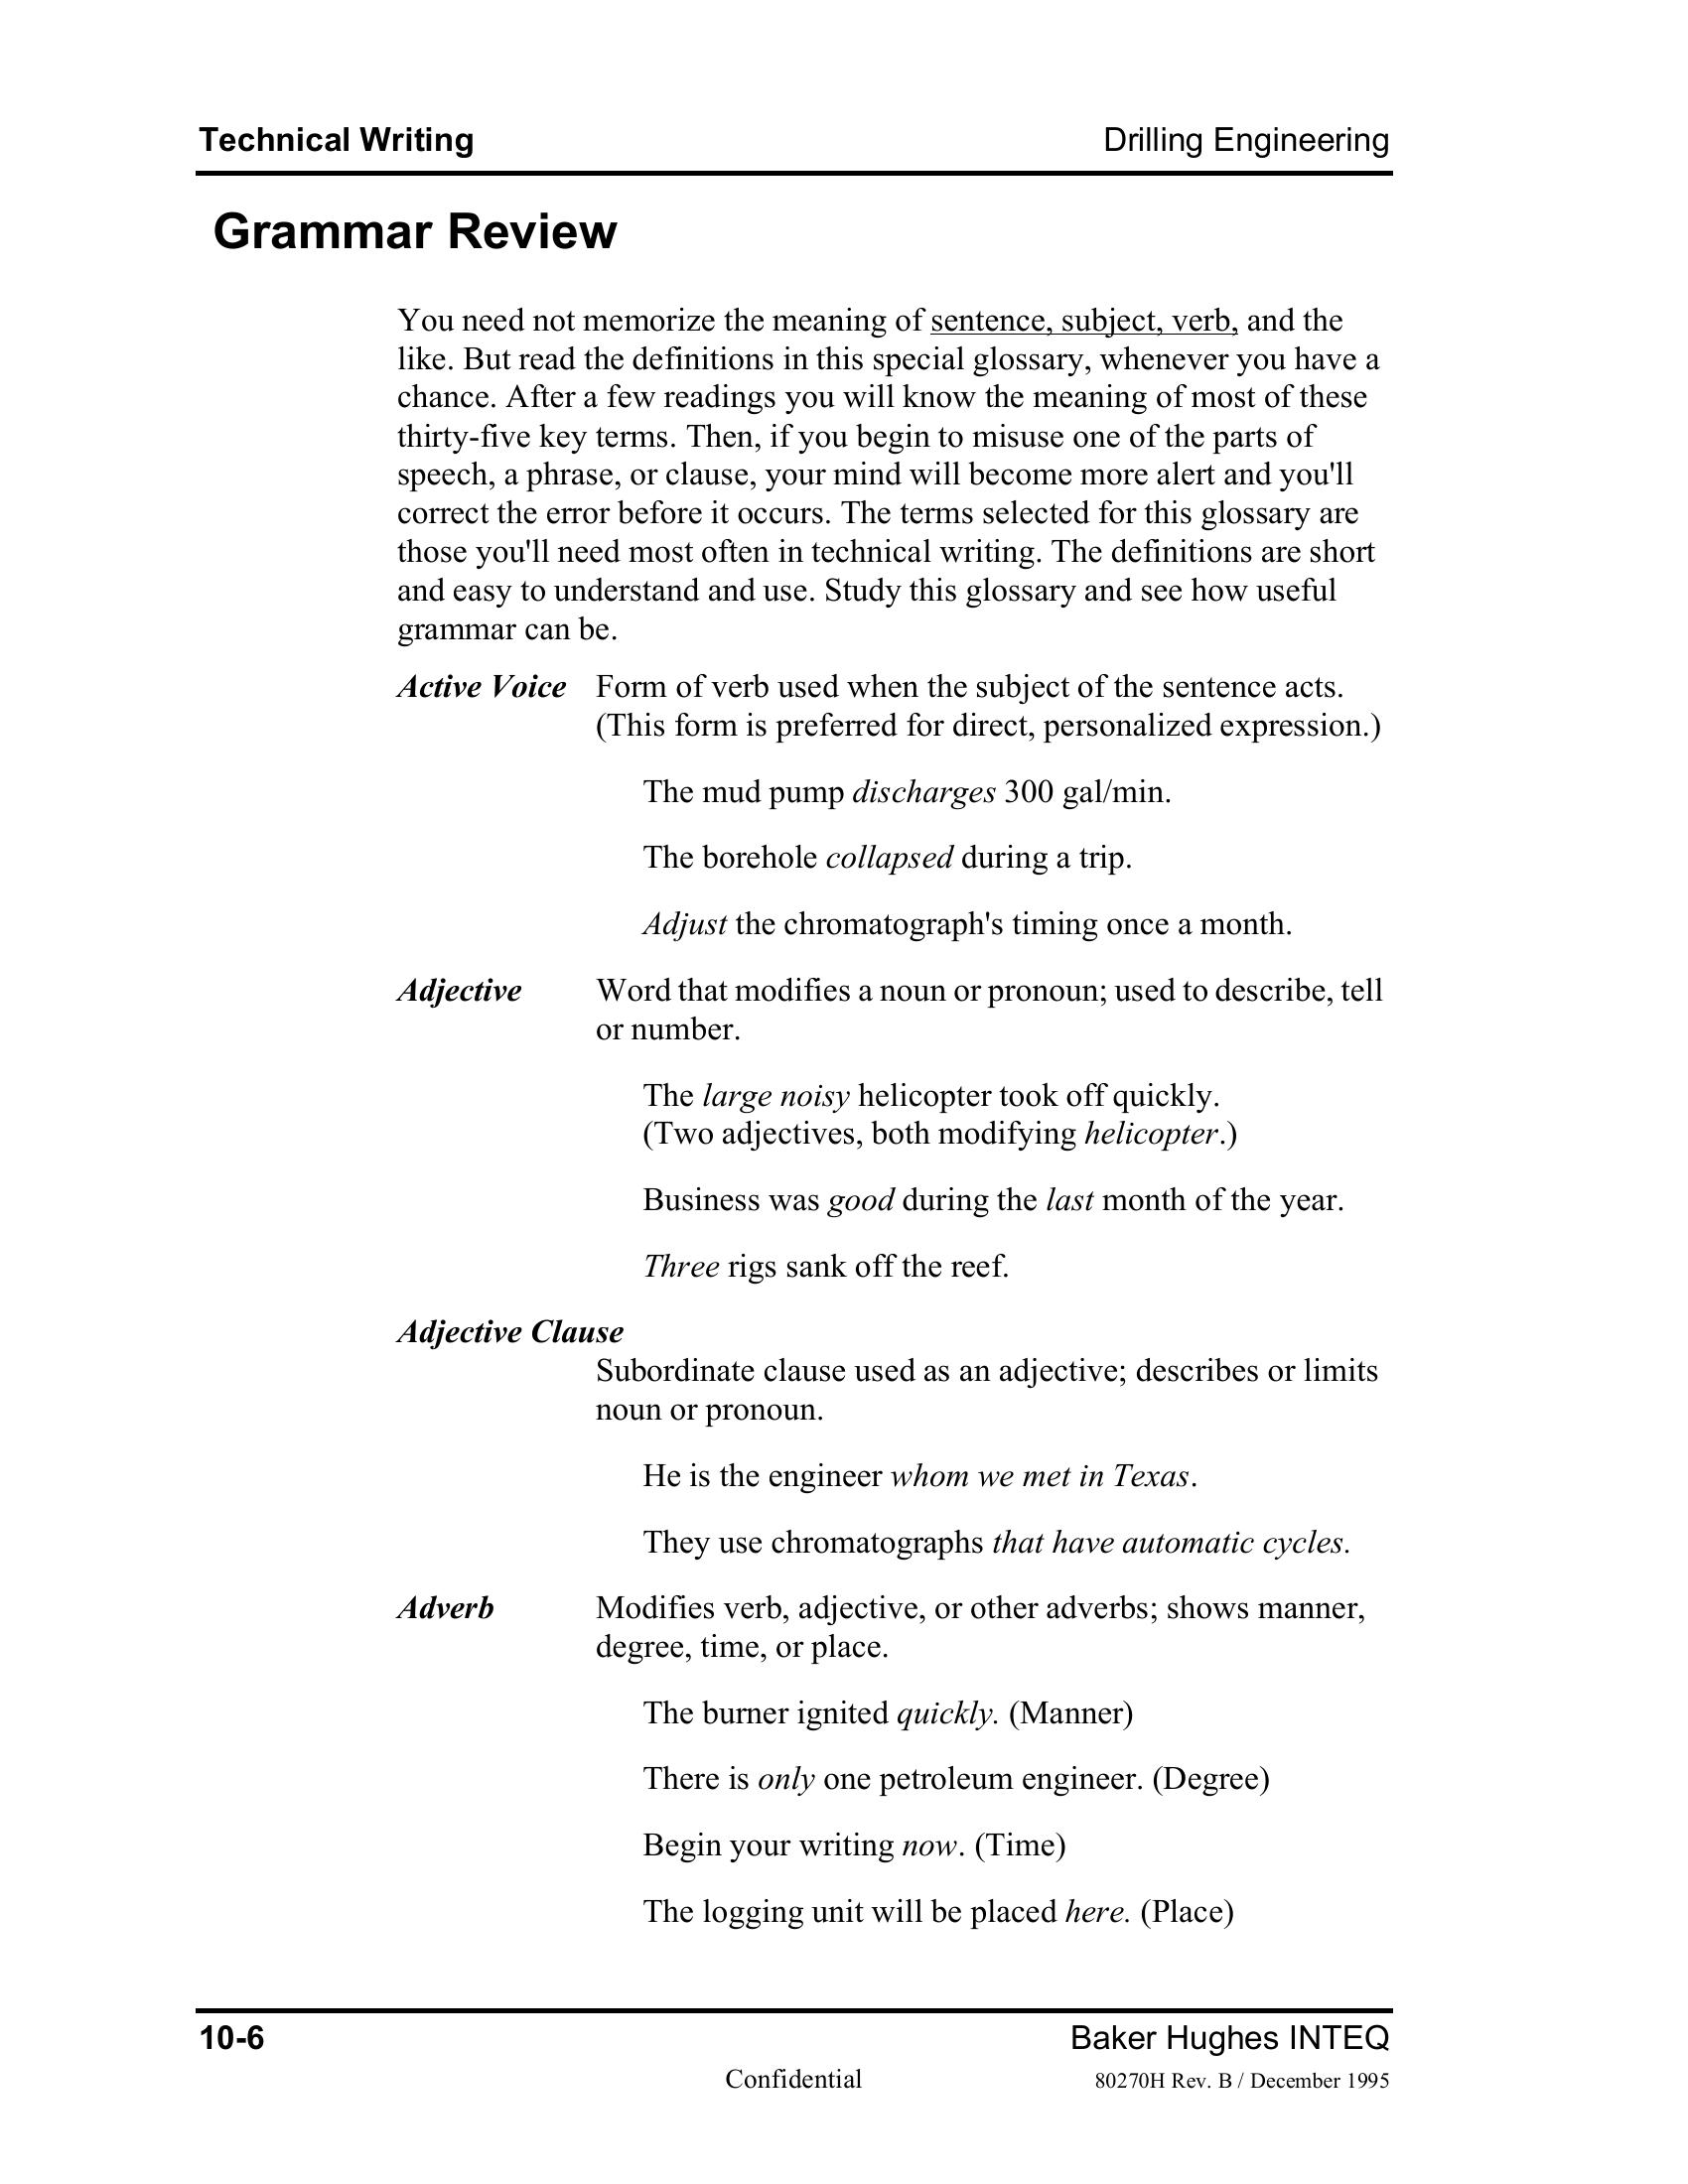 Technical Writing Drilling Engineering
Grammar Review
You need not memorize the meaning of sentence, subject, verb, and the
like. But read the definitions in this special glossary, whenever you have a
chance. After a few readings you will know the meaning of most of these
thirty-five key terms. Then, if you begin to misuse one of the parts of
speech, a phrase, or clause, your mind will become more alert and you'll
correct the error before it occurs. The terms selected for this glossary are
those you'll need most often in technical writing. The definitions are short
and easy to understand and use. Study this glossary and see how useful
grammar can be.
Active Voice Form of verb used when the subject of the sentence acts.
(This form is preferred for direct, personalized expression.)
The mud pump discharges 300 gal/min.
The borehole collapsed during a trip.
Adjust the chromatograph's timing once a month.
Adjective Word that modifies a noun or pronoun; used to describe, tell
or number.
The large noisy helicopter took off quickly.
(Two adjectives, both modifying helicopter.)
Business was good during the last month of the year.
Three rigs sank off the reef.
Adjective Clause
Subordinate clause used as an adjective; describes or limits
noun or pronoun.
He is the engineer whom we met in Texas.
They use chromatographs that have automatic cycles.
Adverb Modifies verb, adjective, or other adverbs; shows manner,
degree, time, or place.
The burner ignited quickly. (Manner)
There is only one petroleum engineer. (Degree)
Begin your writing now. (Time)
The logging unit will be placed here. (Place)
10-6 Baker Hughes INTEQ
Confidential 80270H Rev. B / December 1995